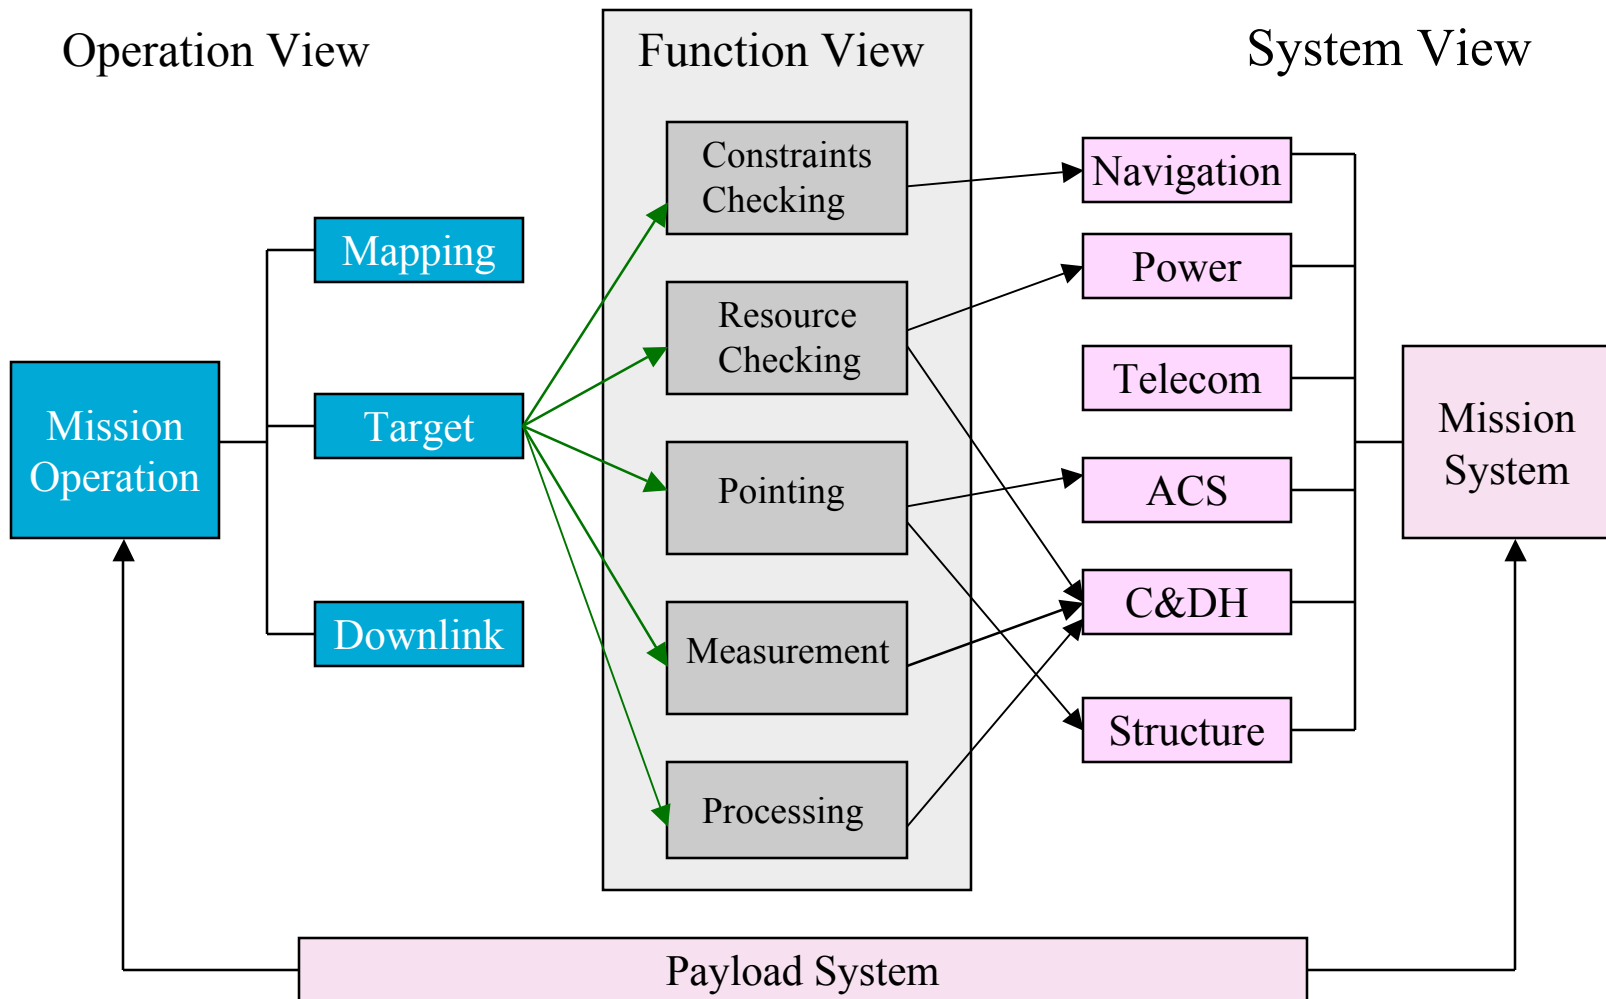 Operation View
Function View
System View
Constraints
Checking
Navigation
Mapping
Power
Resource
Checking
Telecom
Mission
Operation
Target
Mission
System
Pointing
ACS
C&DH
Downlink
Measurement
Structure
Processing
Payload System